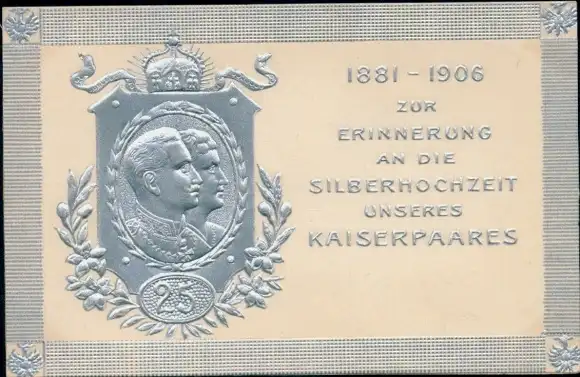 1881 - 1906
ZUR
ERINNERUNG
AN DIE
SILBERHOCHZEIT
UNSERES
KAISERPAARES
25